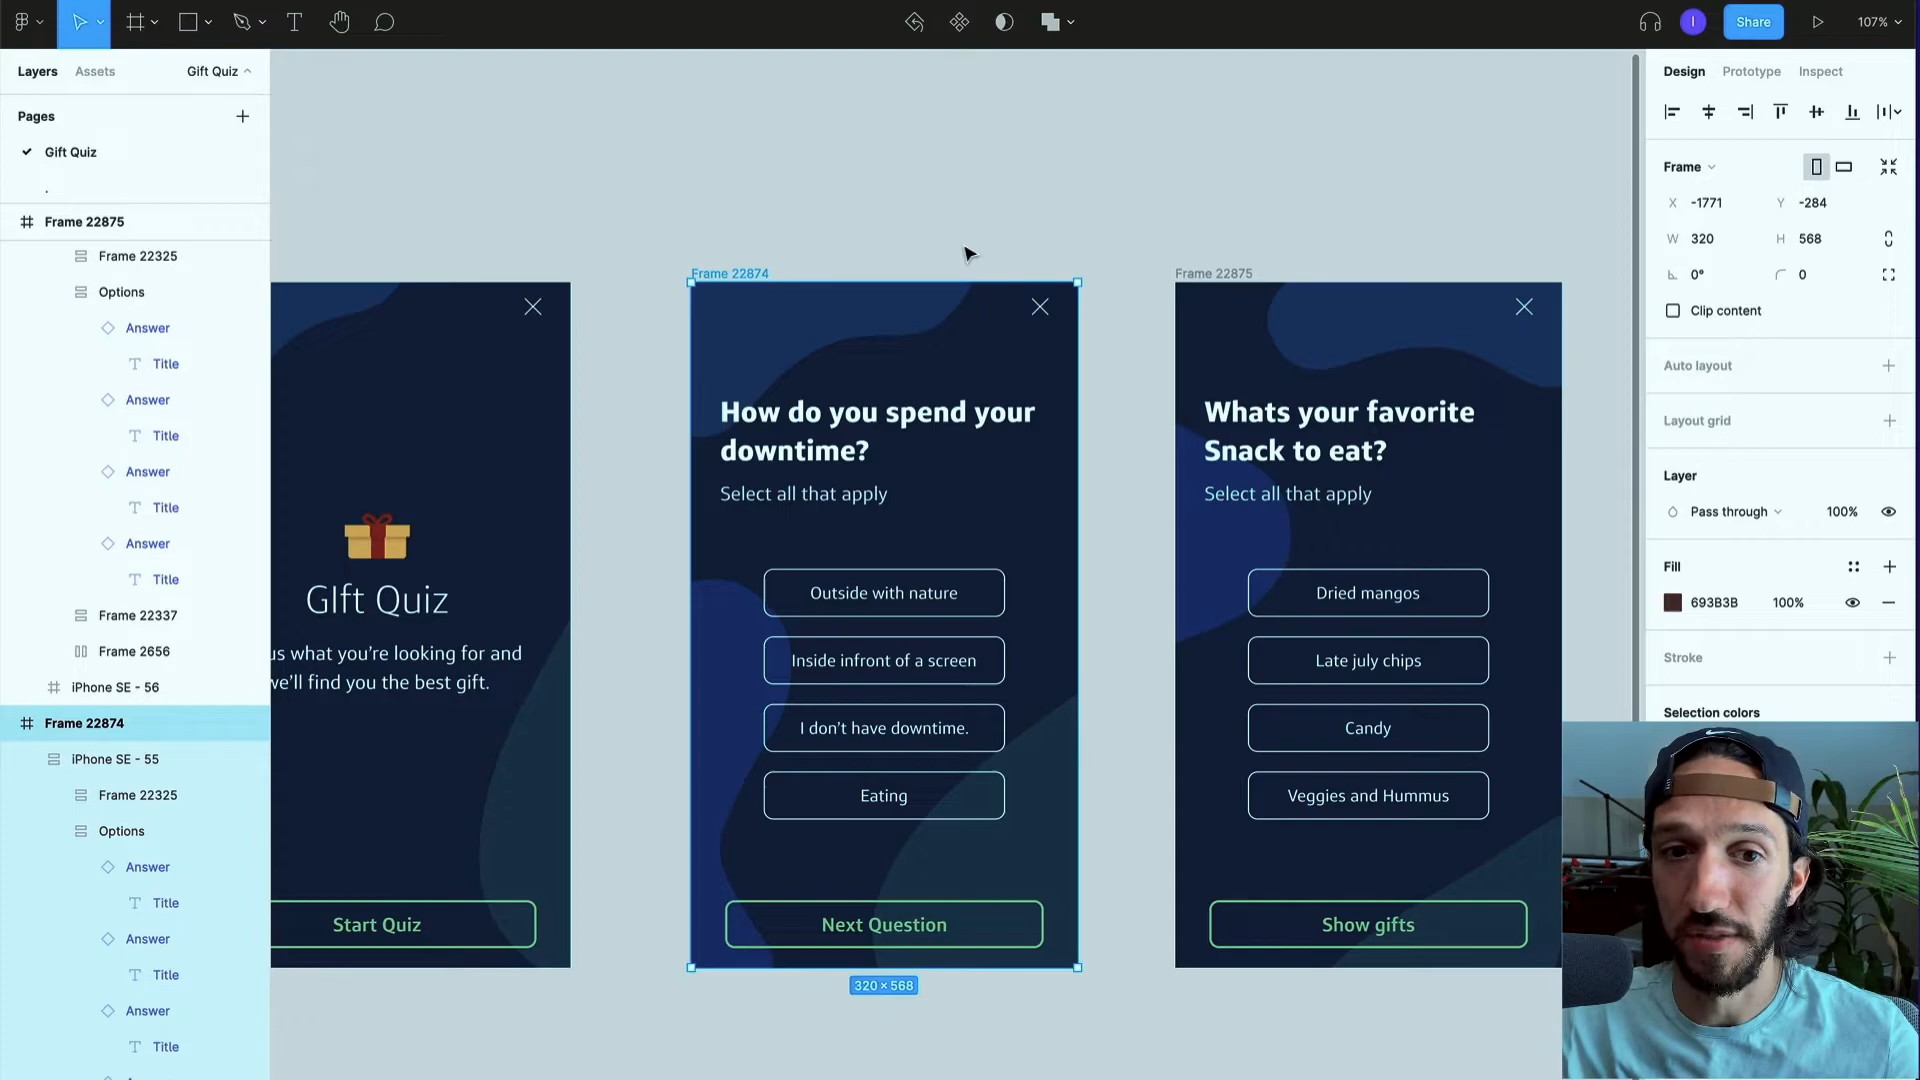 I
Share
107%
Layers
Assets
Gift Quiz
Pages
Gift Quiz
.
Frame 22875
Frame 22325
Options
Answer
Title
Answer
Title
Answer
Title
Answer
Title
Frame 22337
Frame 2656
iPhone SE - 56
Frame 22874
iPhone SE - 55
Frame 22325
Options
Answer
Title
Answer
Title
Answer
Title
GIft Quiz
us what you’re looking for and
we’ll find you the best gift.
Start Quiz
Frame 22874
How do you spend your
downtime?
Select all that apply
Outside with nature
Inside infront of a screen
I don’t have downtime.
Eating
Next Question
320 × 568
Frame 22875
Whats your favorite
Snack to eat?
Select all that apply
Dried mangos
Late july chips
Candy
Veggies and Hummus
Show gifts
Design
Prototype
Inspect
Frame
X -1771
Y -284
W 320
H 568
0°
0
Clip content
Auto layout
Layout grid
Layer
Pass through
100%
Fill
693B3B
100%
Stroke
Selection colors